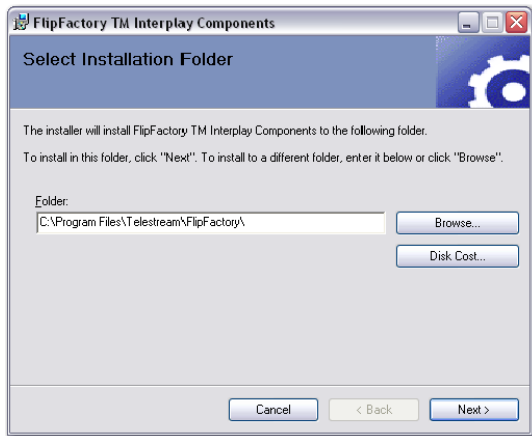 FlipFactory TM Interplay Components
Select Installation Folder
The installer will install FlipFactory TM Interplay Components to the following folder.
To install in this folder, click "Next". To install to a different folder, enter it below or click "Browse".
Folder:
C:\Program Files\Telestream\FlipFactory\
Browse...
Disk Cost...
Cancel
< Back
Next >